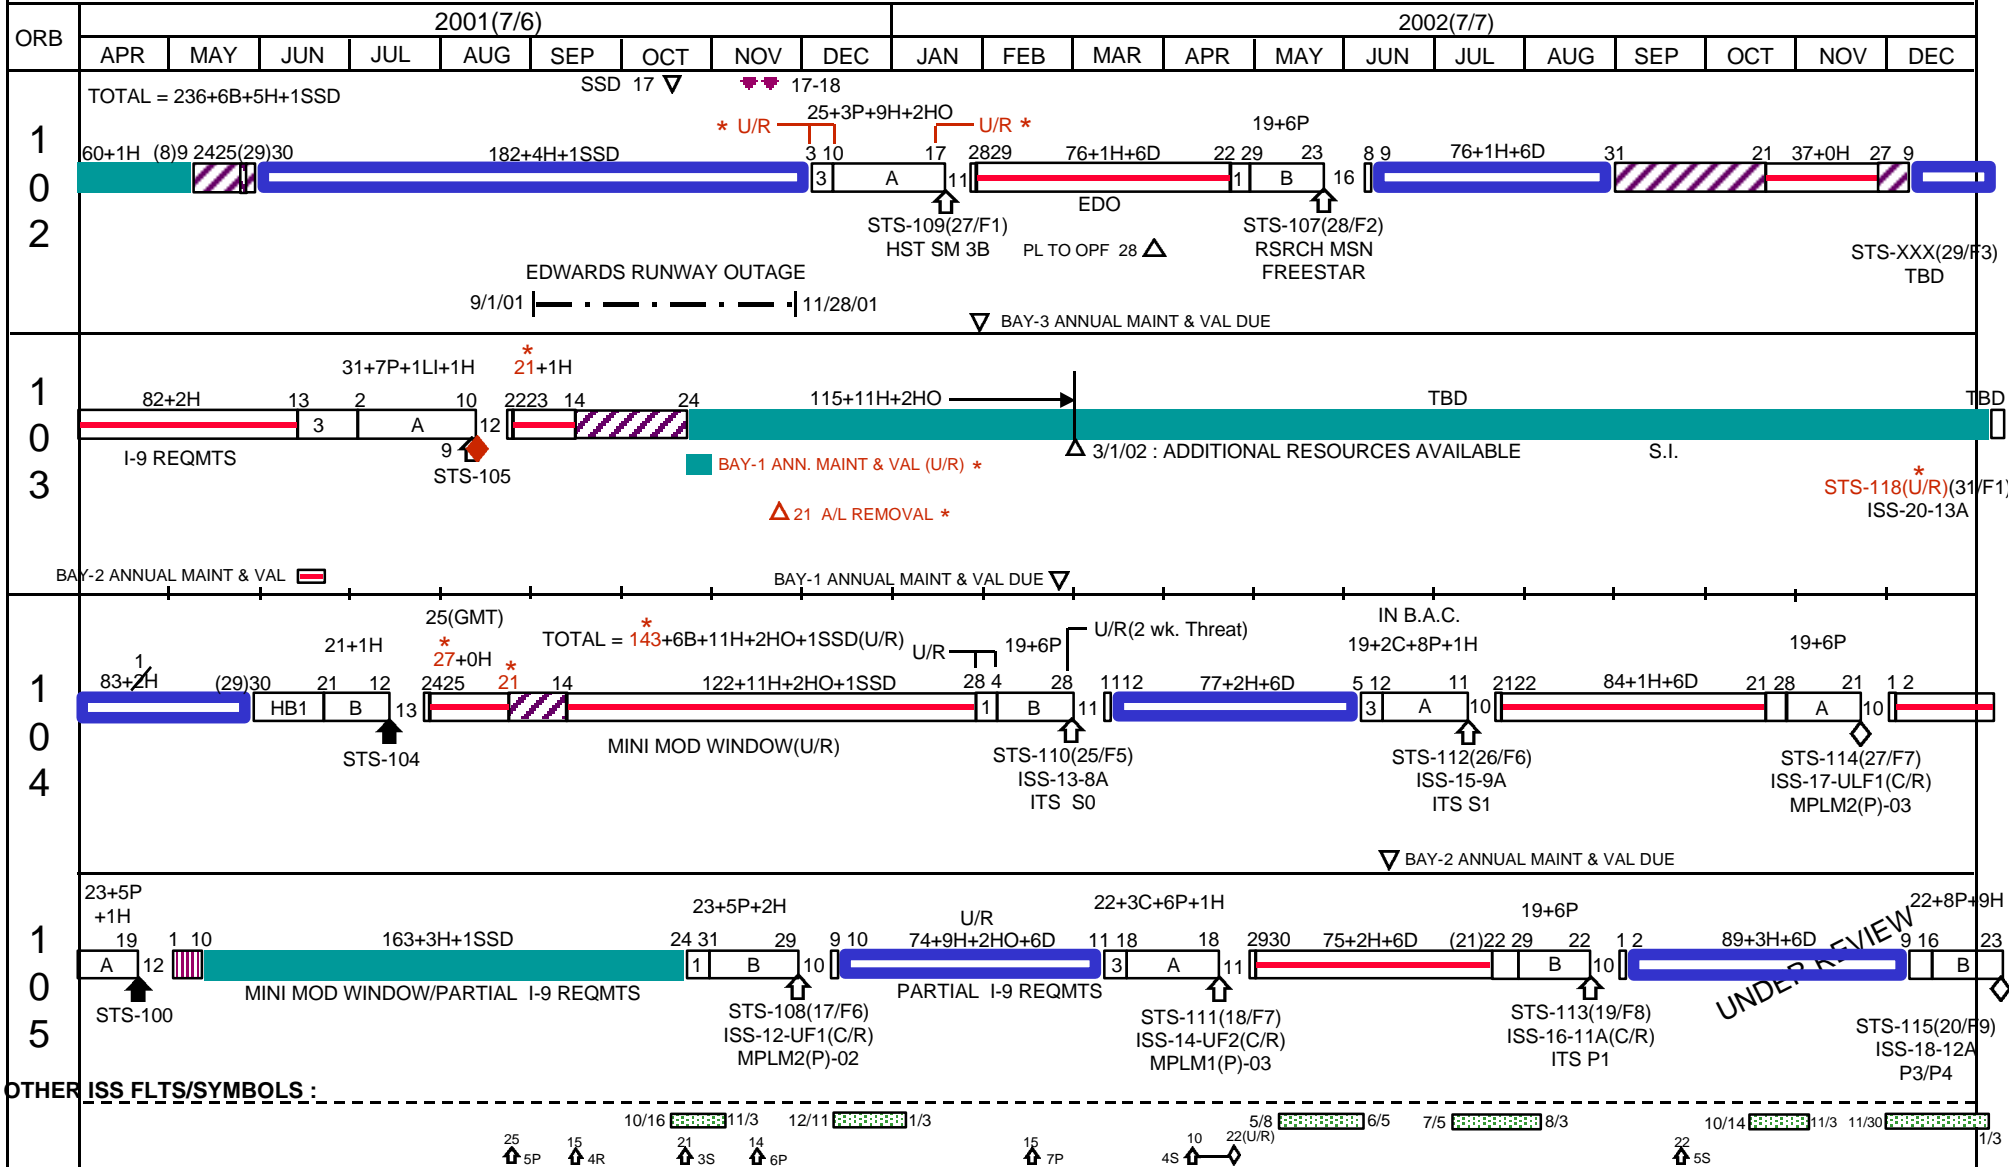 ORB
2001(7/6)
2002(7/7)
APR MAY JUN JUL AUG SEP OCT NOV DEC JAN FEB MAR APR MAY JUN JUL AUG SEP OCT NOV DEC
102
TOTAL = 236+6B+5H+1SSD
SSD 17
17-18
25+3P+9H+2HO
* U/R
U/R *
19+6P
60+1H (8)9 2425 (29)30 182+4H+1SSD 3 10 17 2829 76+1H+6D 22 29 23 8 9 76+1H+6D 31 21 37+0H 27 9
3 A 11 1 B 16
EDO
STS-109(27/F1)
HST SM 3B
PL TO OPF 28
STS-107(28/F2)
RSRCH MSN
FREESTAR
STS-XXX(29/F3)
TBD
EDWARDS RUNWAY OUTAGE
9/1/01 11/28/01
BAY-3 ANNUAL MAINT & VAL DUE
103
31+7P+1LI+1H
*
21+1H
82+2H 13 2 10 2223 14 24 115+11H+2HO TBD TBD
3 A 12
I-9 REQMTS
9
STS-105
BAY-1 ANN. MAINT & VAL (U/R) *
3/1/02 : ADDITIONAL RESOURCES AVAILABLE
S.I.
21 A/L REMOVAL *
*
STS-118(U/R)(31/F1)
ISS-20-13A
BAY-2 ANNUAL MAINT & VAL
BAY-1 ANNUAL MAINT & VAL DUE
104
25(GMT)
21+1H
*
27+0H
*
TOTAL = 143+6B+11H+2HO+1SSD(U/R)
*
U/R
19+6P
U/R(2 wk. Threat)
IN B.A.C.
19+2C+8P+1H
19+6P
1
83+2H (29)30 21 12 2425 21 14 122+11H+2HO+1SSD 28 4 28 1112 77+2H+6D 5 12 11 2122 84+1H+6D 21 28 21 1 2
HB1 B 13 1 B 11 3 A 10 A 10
STS-104
MINI MOD WINDOW(U/R)
STS-110(25/F5)
ISS-13-8A
ITS S0
STS-112(26/F6)
ISS-15-9A
ITS S1
STS-114(27/F7)
ISS-17-ULF1(C/R)
MPLM2(P)-03
BAY-2 ANNUAL MAINT & VAL DUE
105
23+5P
+1H
23+5P+2H
U/R
22+3C+6P+1H
19+6P
22+8P+9H
19 1 10 163+3H+1SSD 24 31 29 9 10 74+9H+2HO+6D 11 18 18 2930 75+2H+6D (21)22 29 22 1 2 89+3H+6D 9 16 23
A 12 1 B 10 3 A 11 B 10 B
UNDER REVIEW
STS-100
MINI MOD WINDOW/PARTIAL I-9 REQMTS
STS-108(17/F6)
ISS-12-UF1(C/R)
MPLM2(P)-02
PARTIAL I-9 REQMTS
STS-111(18/F7)
ISS-14-UF2(C/R)
MPLM1(P)-03
STS-113(19/F8)
ISS-16-11A(C/R)
ITS P1
STS-115(20/F9)
ISS-18-12A
P3/P4
OTHER ISS FLTS/SYMBOLS :
10/16 11/3 12/11 1/3 5/8 6/5 7/5 8/3 10/14 11/3 11/30 1/3
25 15 21 14 15 10 22(U/R) 22
5P 4R 3S 6P 7P 4S 5S